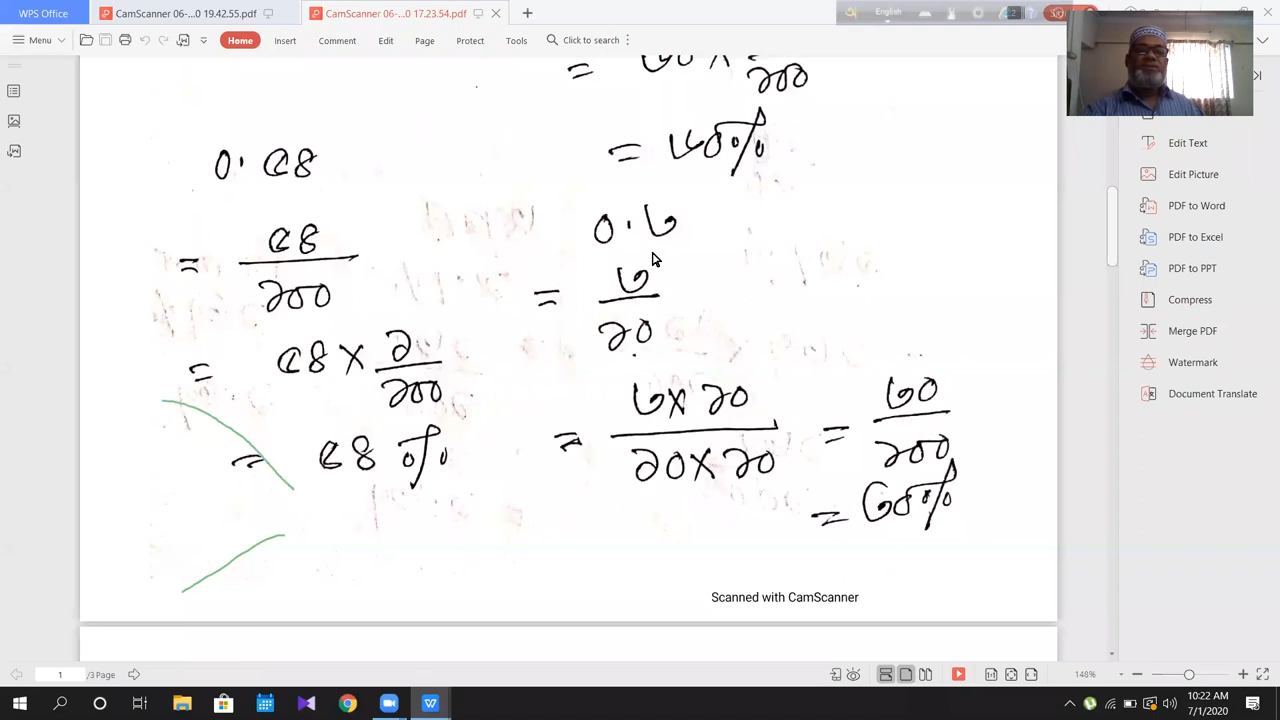 WPS Office
CamScanner 06-...0 19.42.55.pdf
CamScanner 06-...0 17.23.54.pdf
English
Menu
Home
Insert
Comment
Edit
Page
Protect
Tools
Click to search
= ৬০%
০.৫৪
= ৫৪/১০০
= ৫৪ × ১/১০০
= ৫৪%
০.৬
= ৬/১০
= ৬×১০/১০×১০ = ৬০/১০০
= ৬০%
Scanned with CamScanner
Edit Text
Edit Picture
PDF to Word
PDF to Excel
PDF to PPT
Compress
Merge PDF
Watermark
Document Translate
1 /3 Page
148%
10:22 AM
7/1/2020